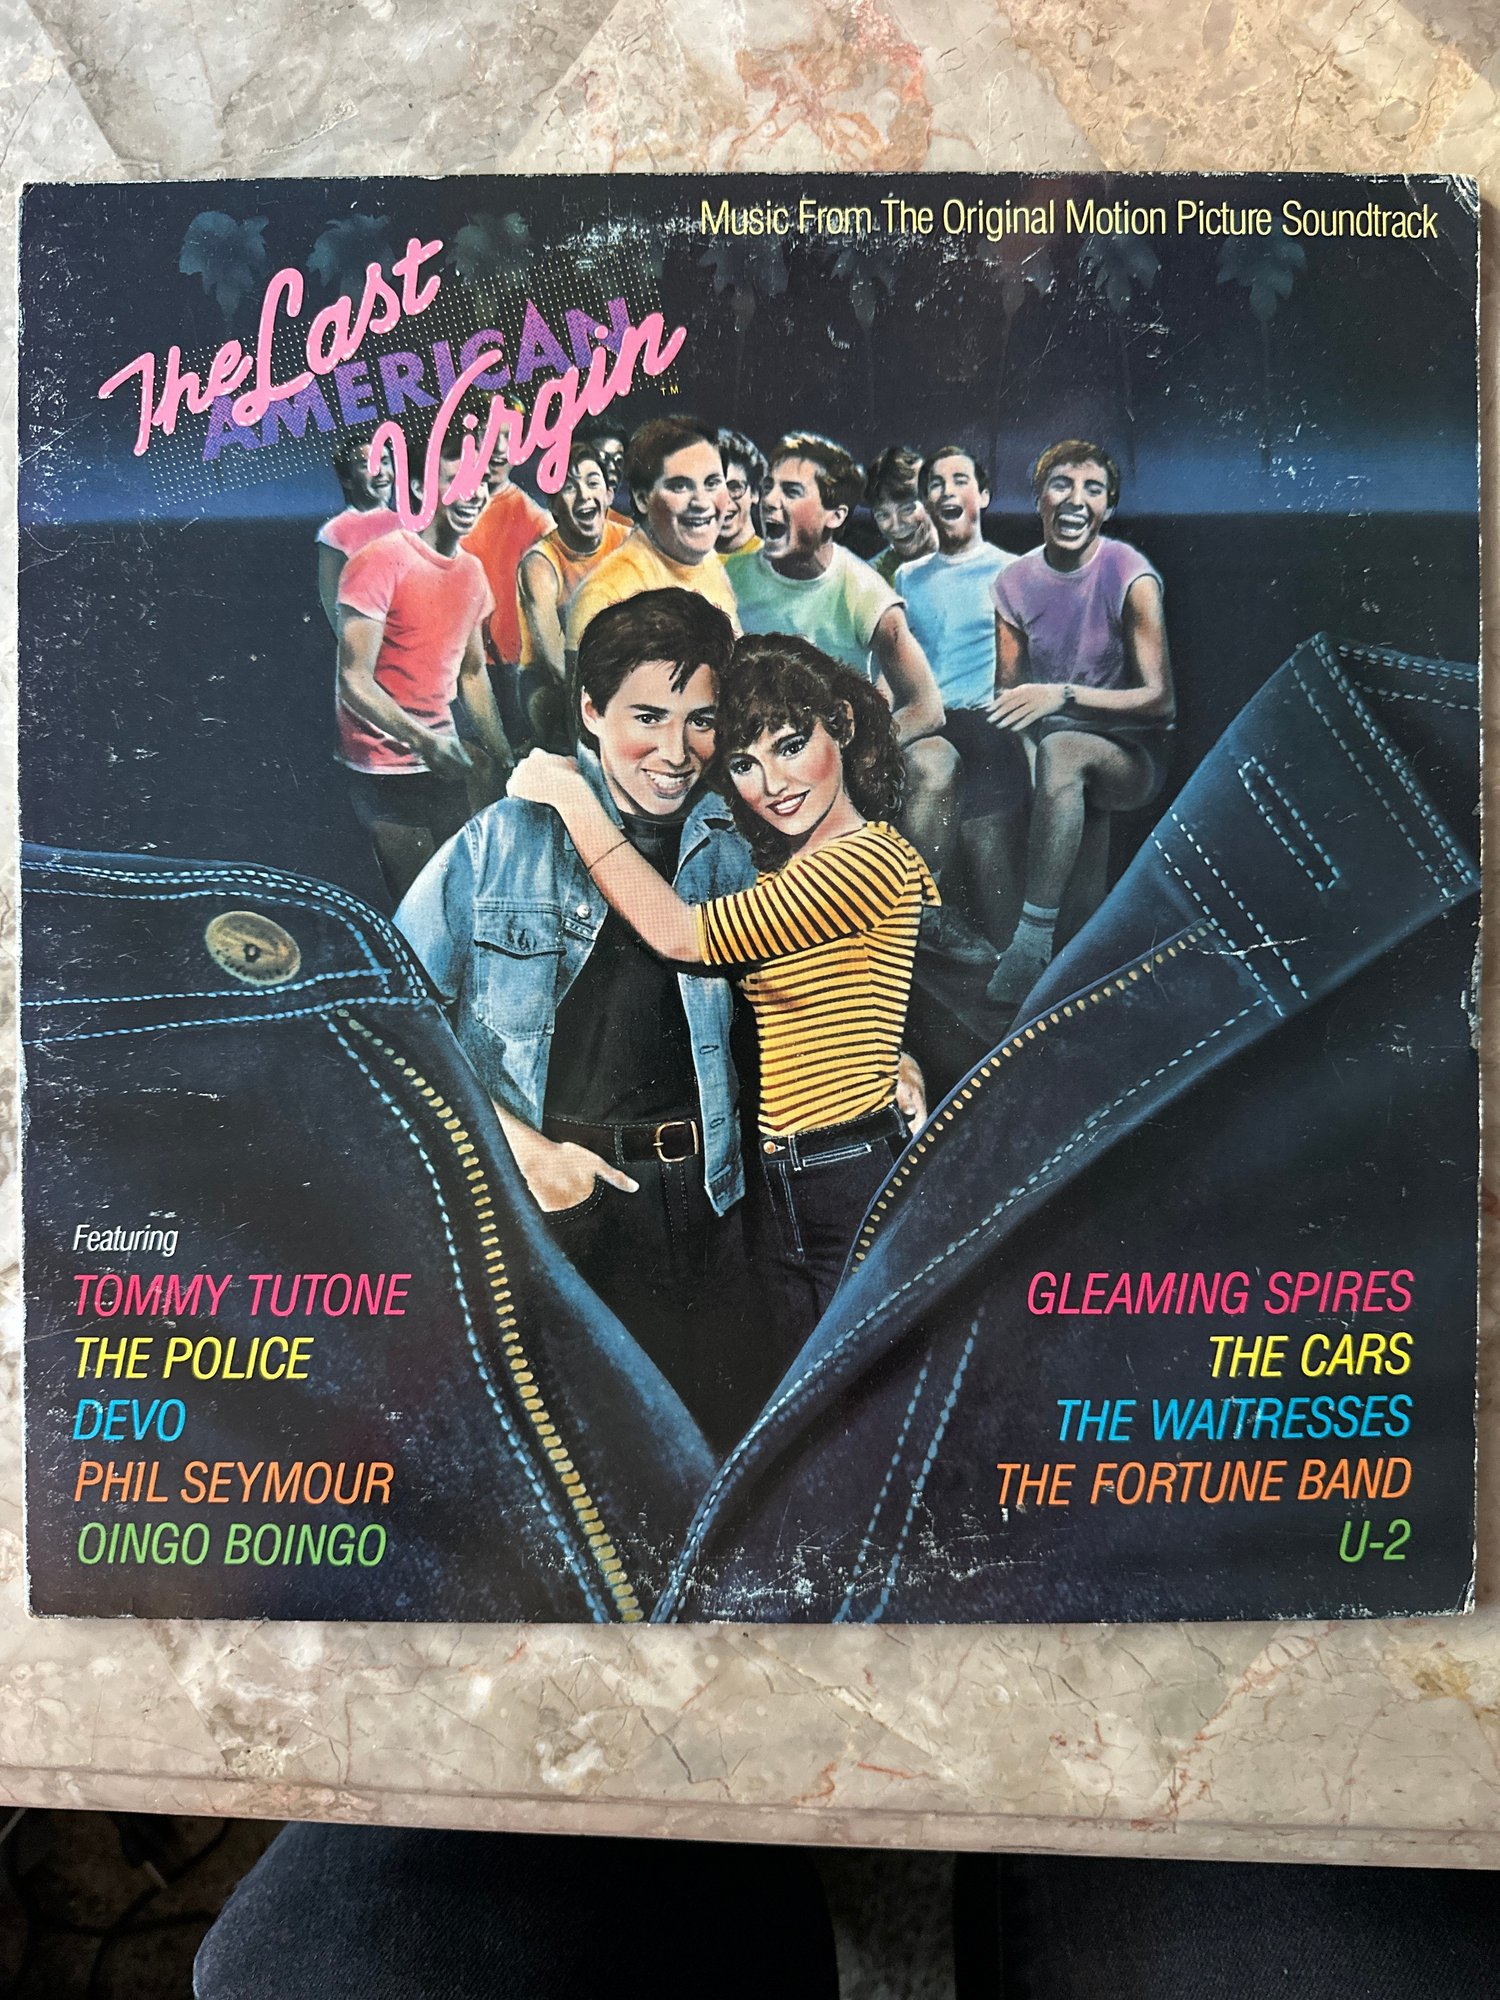 Music From The Original Motion Picture Soundtrack
The Last
AMERICAN
Virgin T.M.
Featuring
TOMMY TUTONE
THE POLICE
DEVO
PHIL SEYMOUR
OINGO BOINGO
GLEAMING SPIRES
THE CARS
THE WAITRESSES
THE FORTUNE BAND
U-2